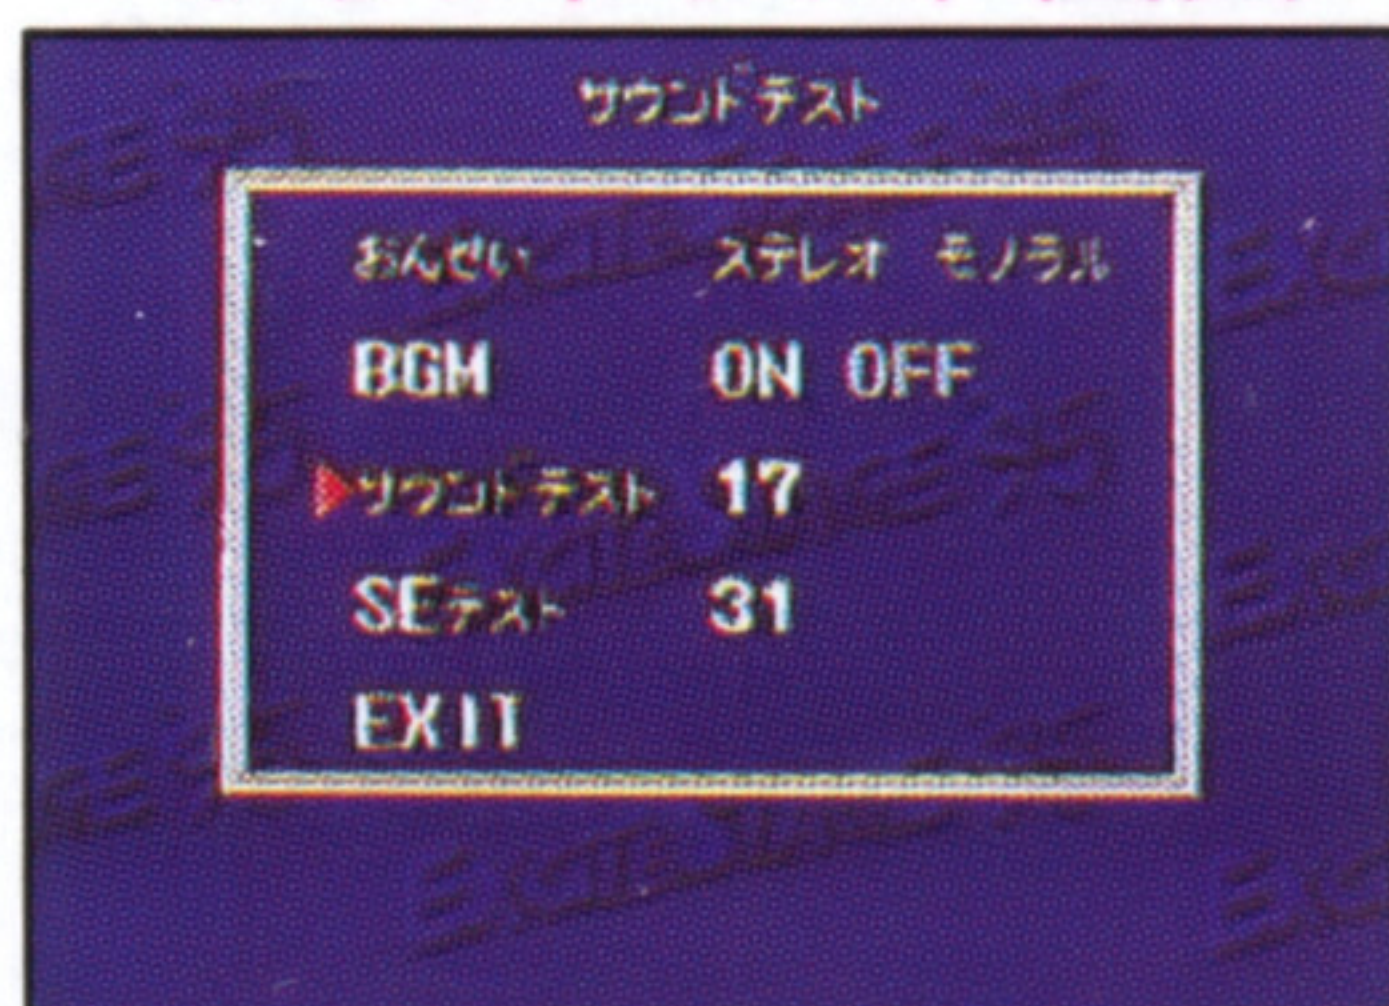 サウンドテスト
おんせい ステレオ モノラル
BGM ON OFF
サウンドテスト 17
SEテスト 31
EXIT